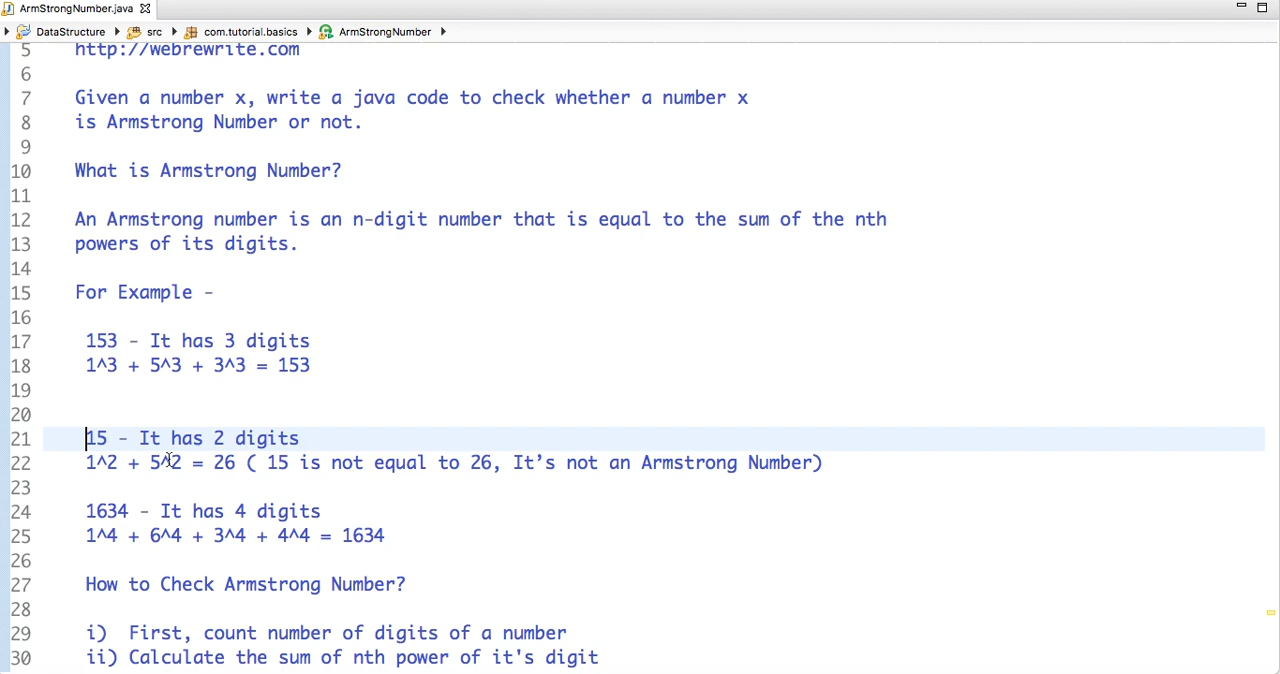 ArmStrongNumber.java
DataStructure src com.tutorial.basics ArmStrongNumber
5 http://webrewrite.com
6
7 Given a number x, write a java code to check whether a number x
8 is Armstrong Number or not.
9
10 What is Armstrong Number?
11
12 An Armstrong number is an n-digit number that is equal to the sum of the nth
13 powers of its digits.
14
15 For Example -
16
17 153 - It has 3 digits
18 1^3 + 5^3 + 3^3 = 153
19
20
21 15 - It has 2 digits
22 1^2 + 5^2 = 26 ( 15 is not equal to 26, It’s not an Armstrong Number)
23
24 1634 - It has 4 digits
25 1^4 + 6^4 + 3^4 + 4^4 = 1634
26
27 How to Check Armstrong Number?
28
29 i) First, count number of digits of a number
30 ii) Calculate the sum of nth power of it's digit